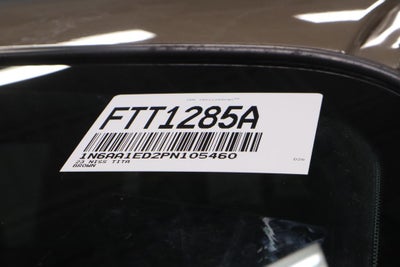 FTT1285A
1N6AA1ED2PN105460
23 NISS TITA
BROWN